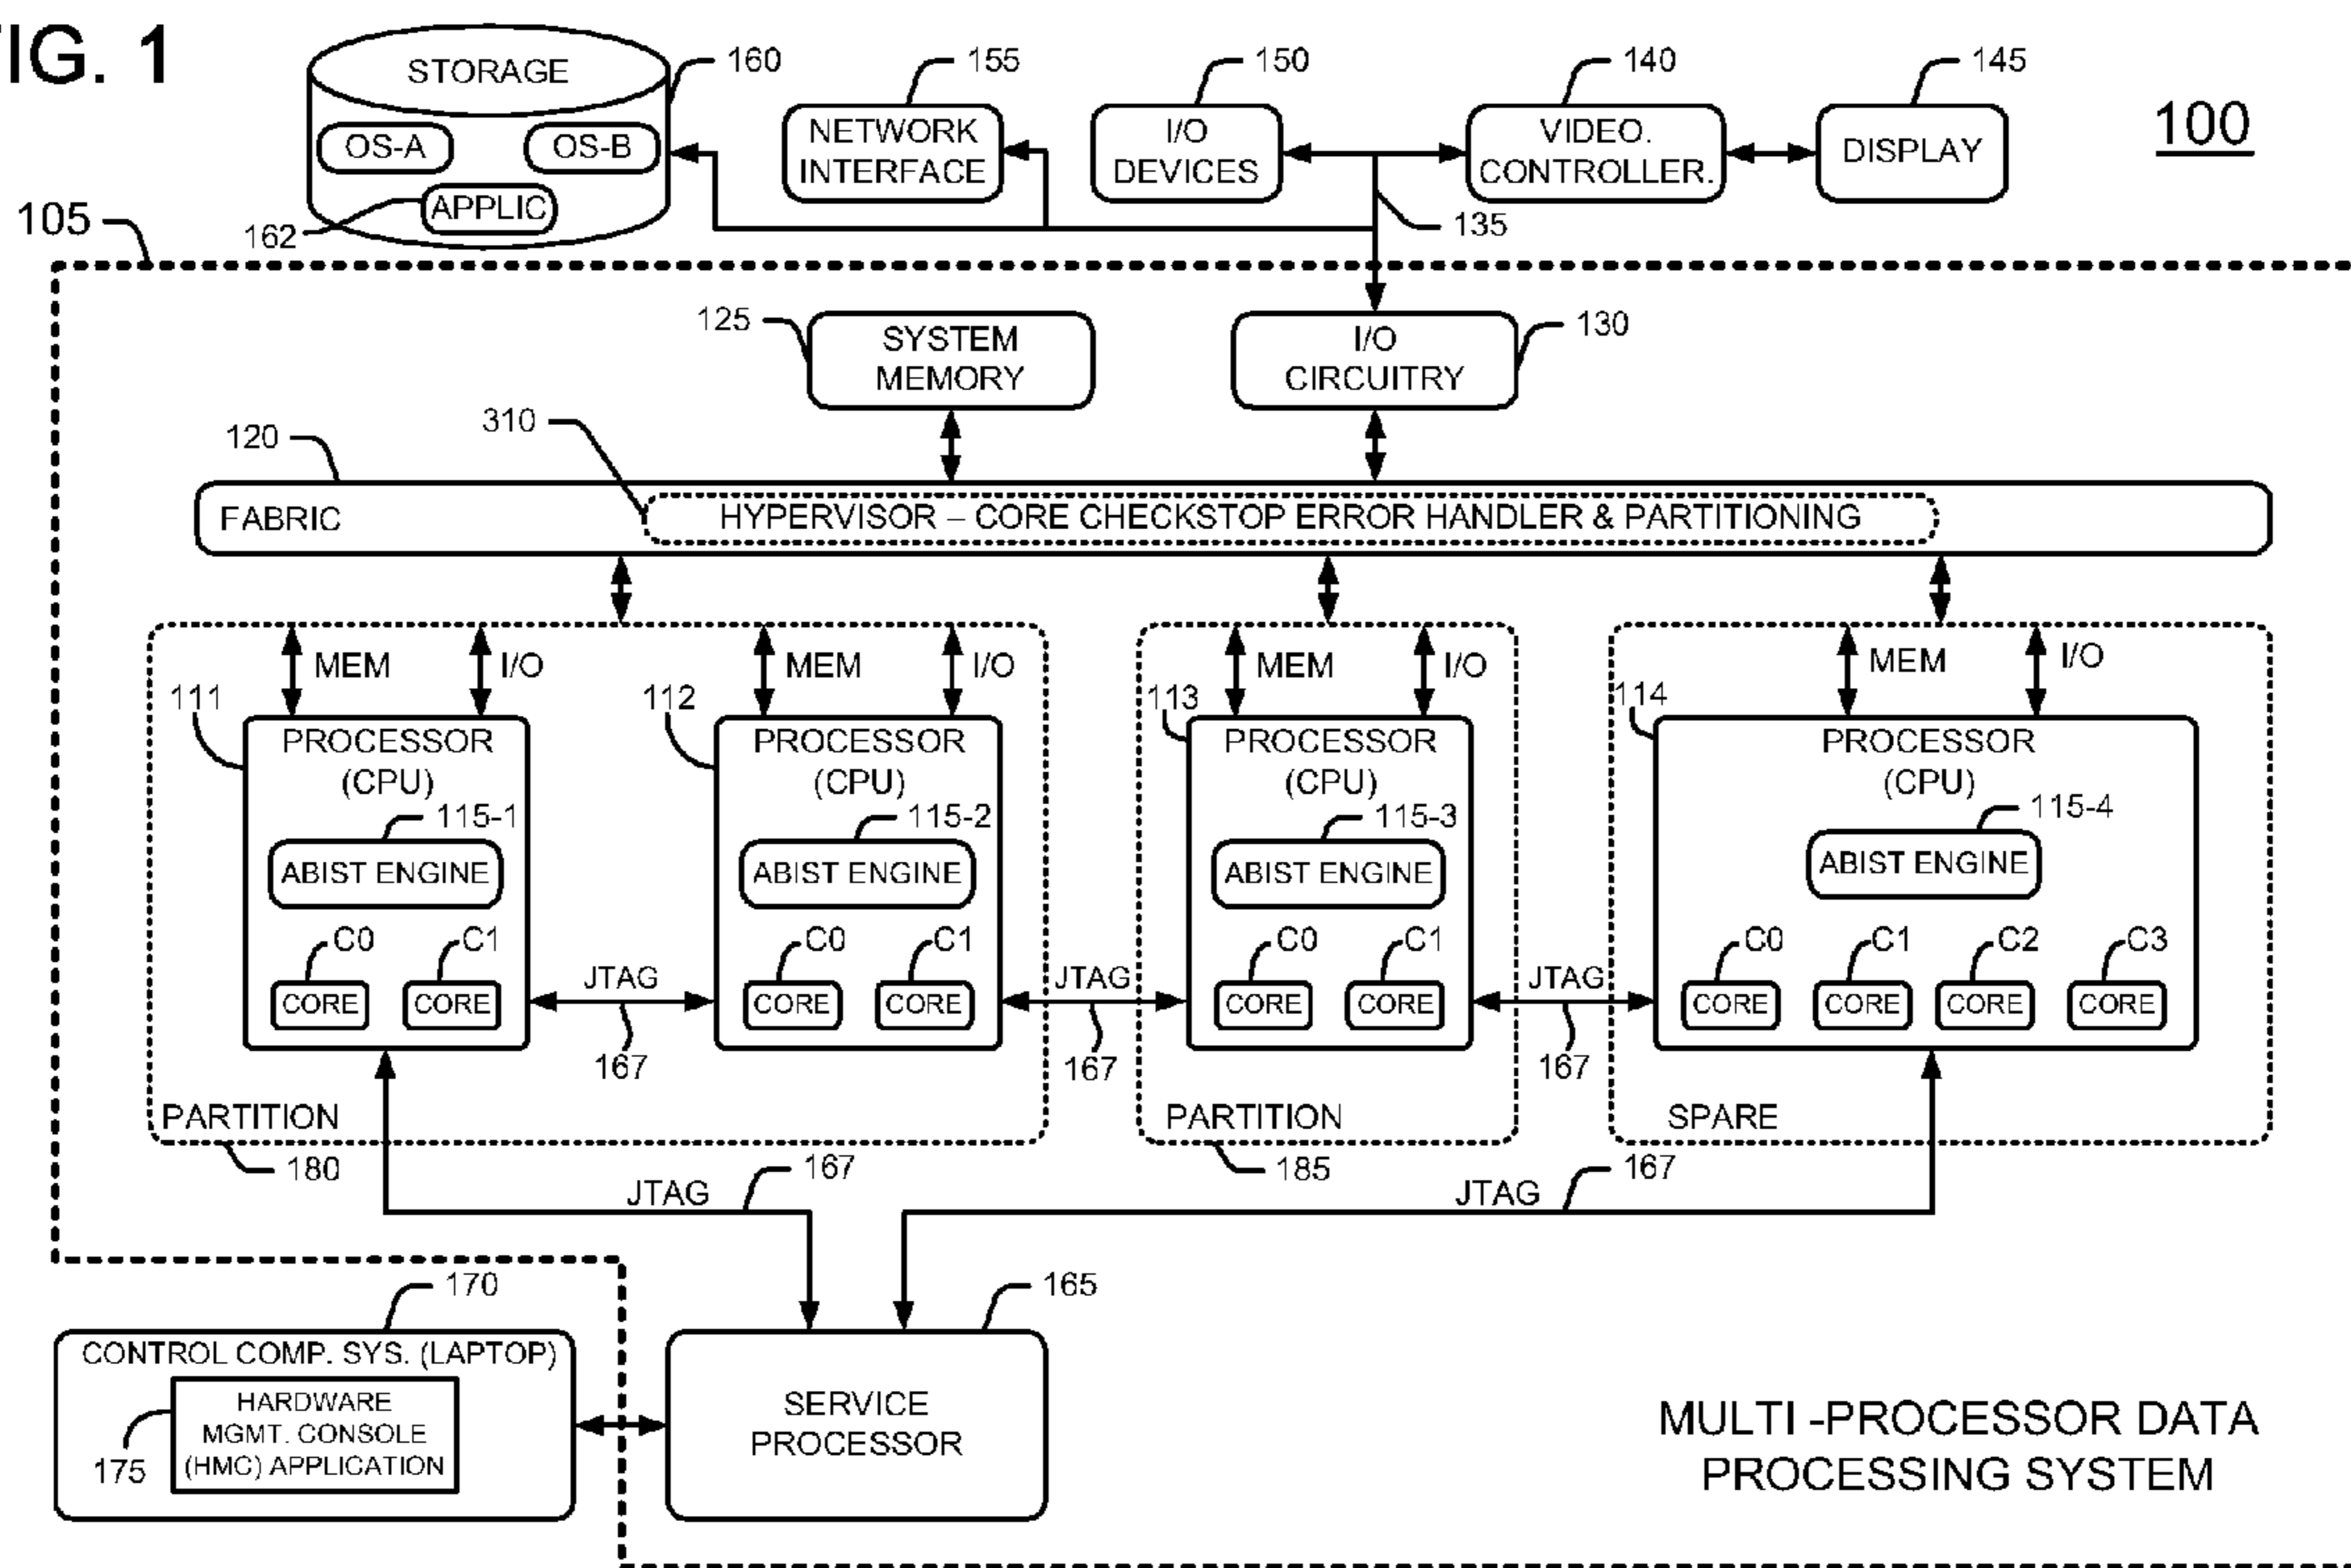 FIG. 1
STORAGE
160
OS-A
OS-B
APPLIC
162
155
NETWORK
INTERFACE
150
I/O
DEVICES
140
VIDEO.
CONTROLLER.
145
DISPLAY
100
135
105
125
SYSTEM
MEMORY
I/O
CIRCUITRY
130
310
120
FABRIC
HYPERVISOR – CORE CHECKSTOP ERROR HANDLER & PARTITIONING
MEM
I/O
MEM
I/O
MEM
I/O
MEM
I/O
111
PROCESSOR
(CPU)
115-1
ABIST ENGINE
C0
C1
CORE
CORE
JTAG
167
112
PROCESSOR
(CPU)
115-2
ABIST ENGINE
C0
C1
CORE
CORE
JTAG
167
113
PROCESSOR
(CPU)
115-3
ABIST ENGINE
C0
C1
CORE
CORE
JTAG
167
114
PROCESSOR
(CPU)
115-4
ABIST ENGINE
C0
C1
C2
C3
CORE
CORE
CORE
CORE
PARTITION
180
PARTITION
185
SPARE
JTAG
167
JTAG
167
170
CONTROL COMP. SYS. (LAPTOP)
HARDWARE
MGMT. CONSOLE
(HMC) APPLICATION
175
165
SERVICE
PROCESSOR
MULTI -PROCESSOR DATA
PROCESSING SYSTEM